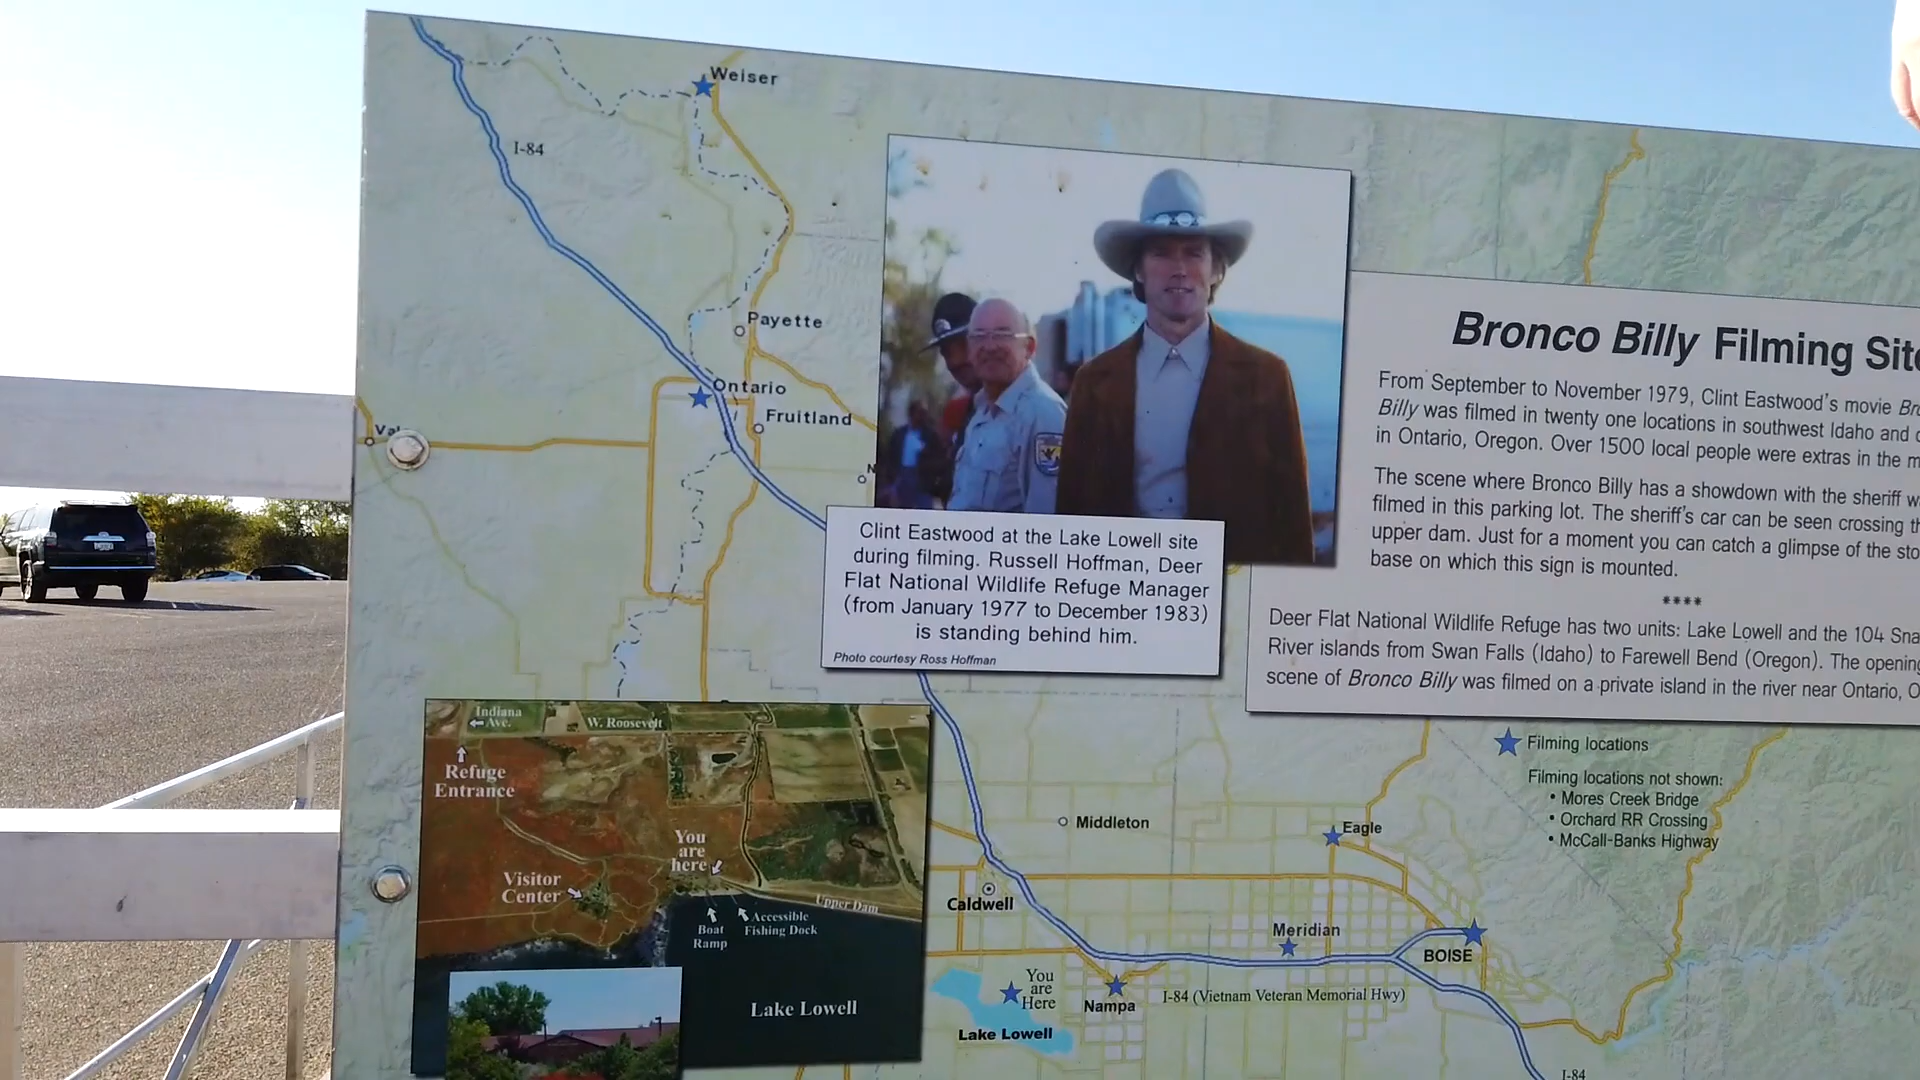 Weiser
I-84
Payette
Ontario
Fruitland
Bronco Billy Filming
From September to November 1979, Clint Eastwood's movie
Billy was filmed in twenty one locations in southwest Idaho and
in Ontario, Oregon. Over 1500 local people were extras in the
The scene where Bronco Billy has a showdown with the sheriff
filmed in this parking lot. The sheriff's car can be seen crossing
upper dam. Just for a moment you can catch a glimpse of the
base on which this sign is mounted.
****
Deer Flat National Wildlife Refuge has two units: Lake Lowell and the 104
River islands from Swan Falls (Idaho) to Farewell Bend (Oregon). The
scene of Bronco Billy was filmed on a private island in the river near Ontario,
Clint Eastwood at the Lake Lowell site
during filming. Russell Hoffman, Deer
Flat National Wildlife Refuge Manager
(from January 1977 to December 1983)
is standing behind him.
Photo courtesy Ross Hoffman
Filming locations
Filming locations not shown:
• Mores Creek Bridge
• Orchard RR Crossing
• McCall-Banks Highway
Indiana
Ave.
W. Roosevelt
Refuge
Entrance
You
are
here
Visitor
Center
Upper Dam
Boat
Ramp
Accessible
Fishing Dock
Lake Lowell
Middleton
Eagle
Caldwell
Meridian
BOISE
You
are
Here
Nampa
I-84 (Vietnam Veteran Memorial Hwy)
Lake Lowell
I-84